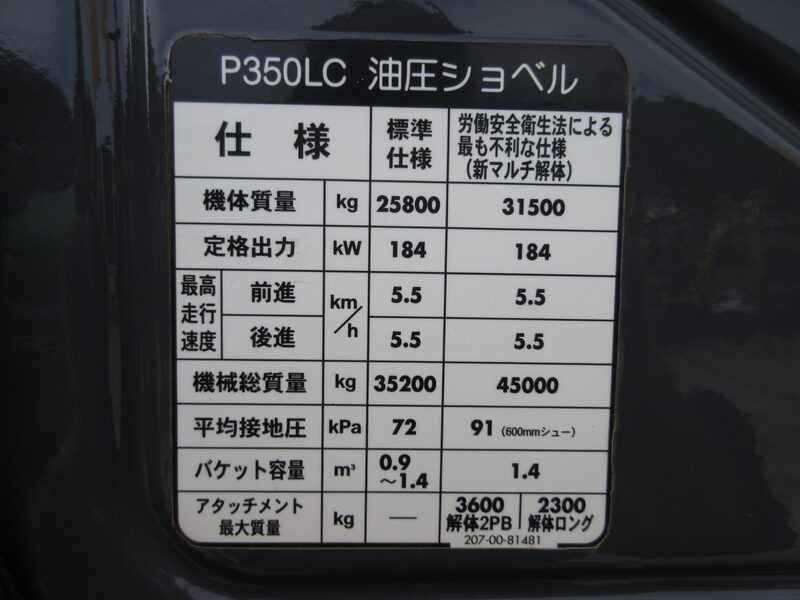 P350LC 油圧ショベル
仕様 標準仕様 労働安全衛生法による最も不利な仕様(新マルチ解体)
機体質量 kg 25800 31500
定格出力 kW 184 184
最高走行速度 km/h 前進 5.5 5.5
後進 5.5 5.5
機械総質量 kg 35200 45000
平均接地圧 kPa 72 91 (600mmシュー)
バケット容量 m³ 0.9～1.4 1.4
アタッチメント最大質量 kg — 3600 解体2PB 2300 解体ロング
207-00-81481